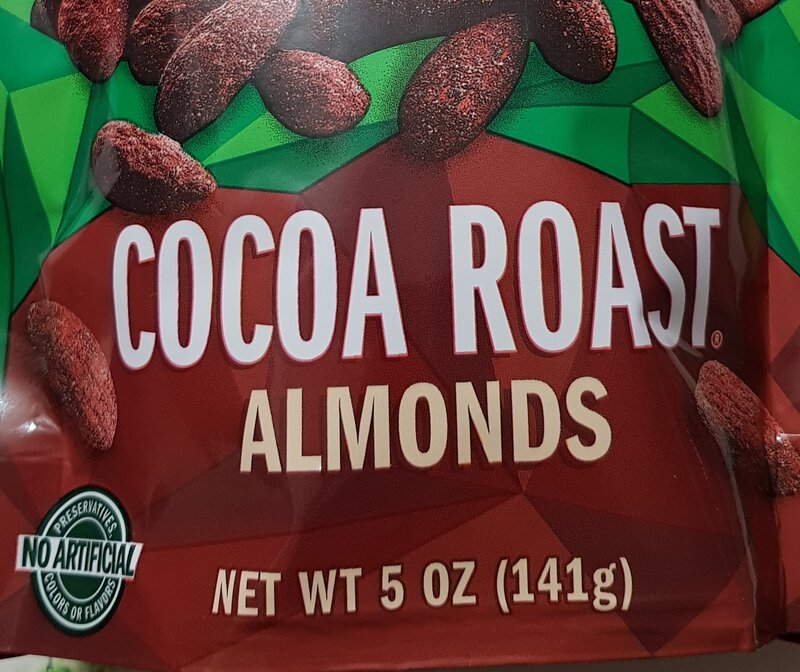 COCOA ROAST®
ALMONDS
PRESERVATIVES,
NO ARTIFICIAL
COLORS OR FLAVORS
NET WT 5 OZ (141g)